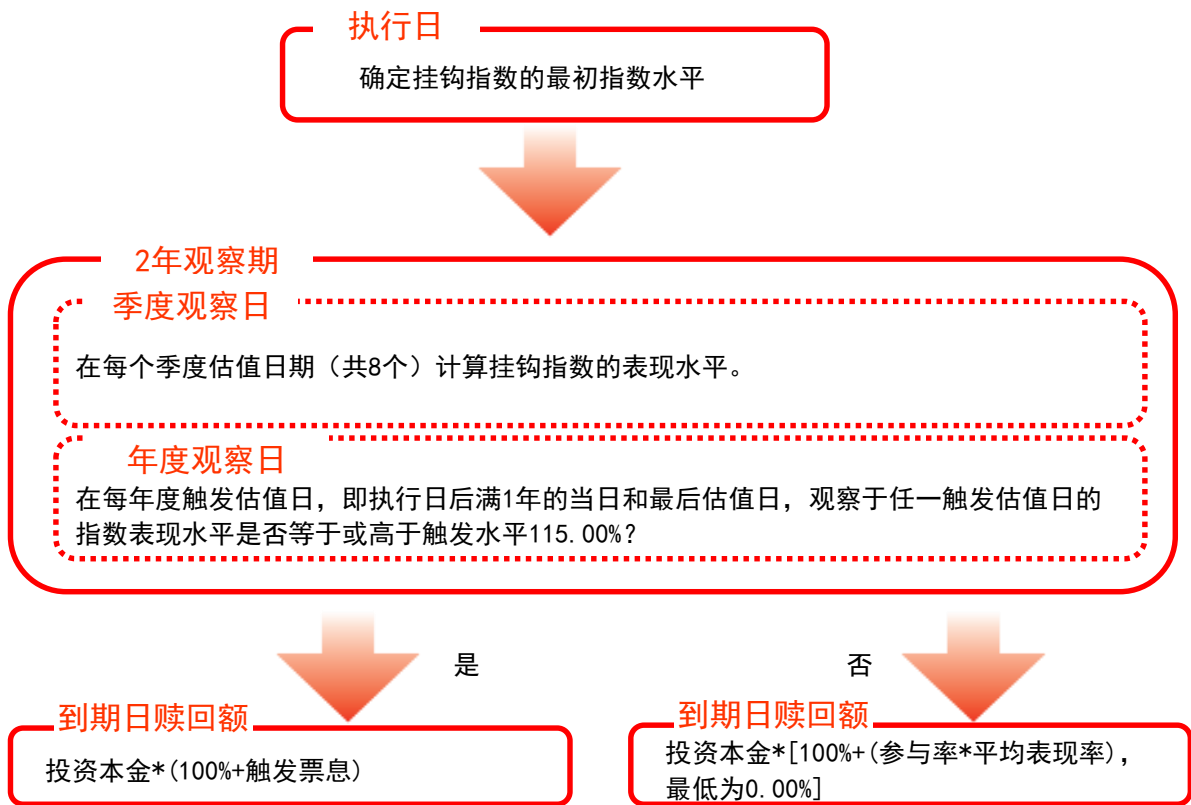 执行日
确定挂钩指数的最初指数水平
2年观察期
季度观察日
在每个季度估值日期（共8个）计算挂钩指数的表现水平。
年度观察日
在每年度触发估值日，即执行日后满1年的当日和最后估值日，观察于任一触发估值日的
指数表现水平是否等于或高于触发水平115.00%?
是
否
到期日赎回额
投资本金*(100%+触发票息)
到期日赎回额
投资本金*[100%+(参与率*平均表现率)，
最低为0.00%]